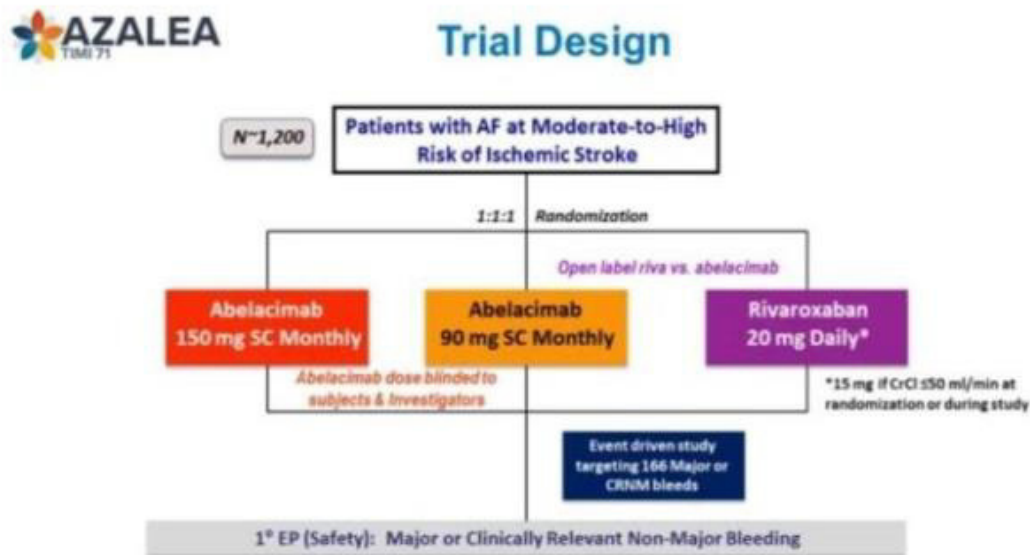 AZALEA
TIMI 71
Trial Design
N~1,200
Patients with AF at Moderate-to-High
Risk of Ischemic Stroke
1:1:1 Randomization
Open label riva vs. abelacimab
Abelacimab
150 mg SC Monthly
Abelacimab
90 mg SC Monthly
Rivaroxaban
20 mg Daily*
Abelacimab dose blinded to
subjects & Investigators
*15 mg if CrCl ≤50 ml/min at
randomization or during study
Event driven study
targeting 166 Major or
CRNM bleeds
1° EP (Safety): Major or Clinically Relevant Non-Major Bleeding